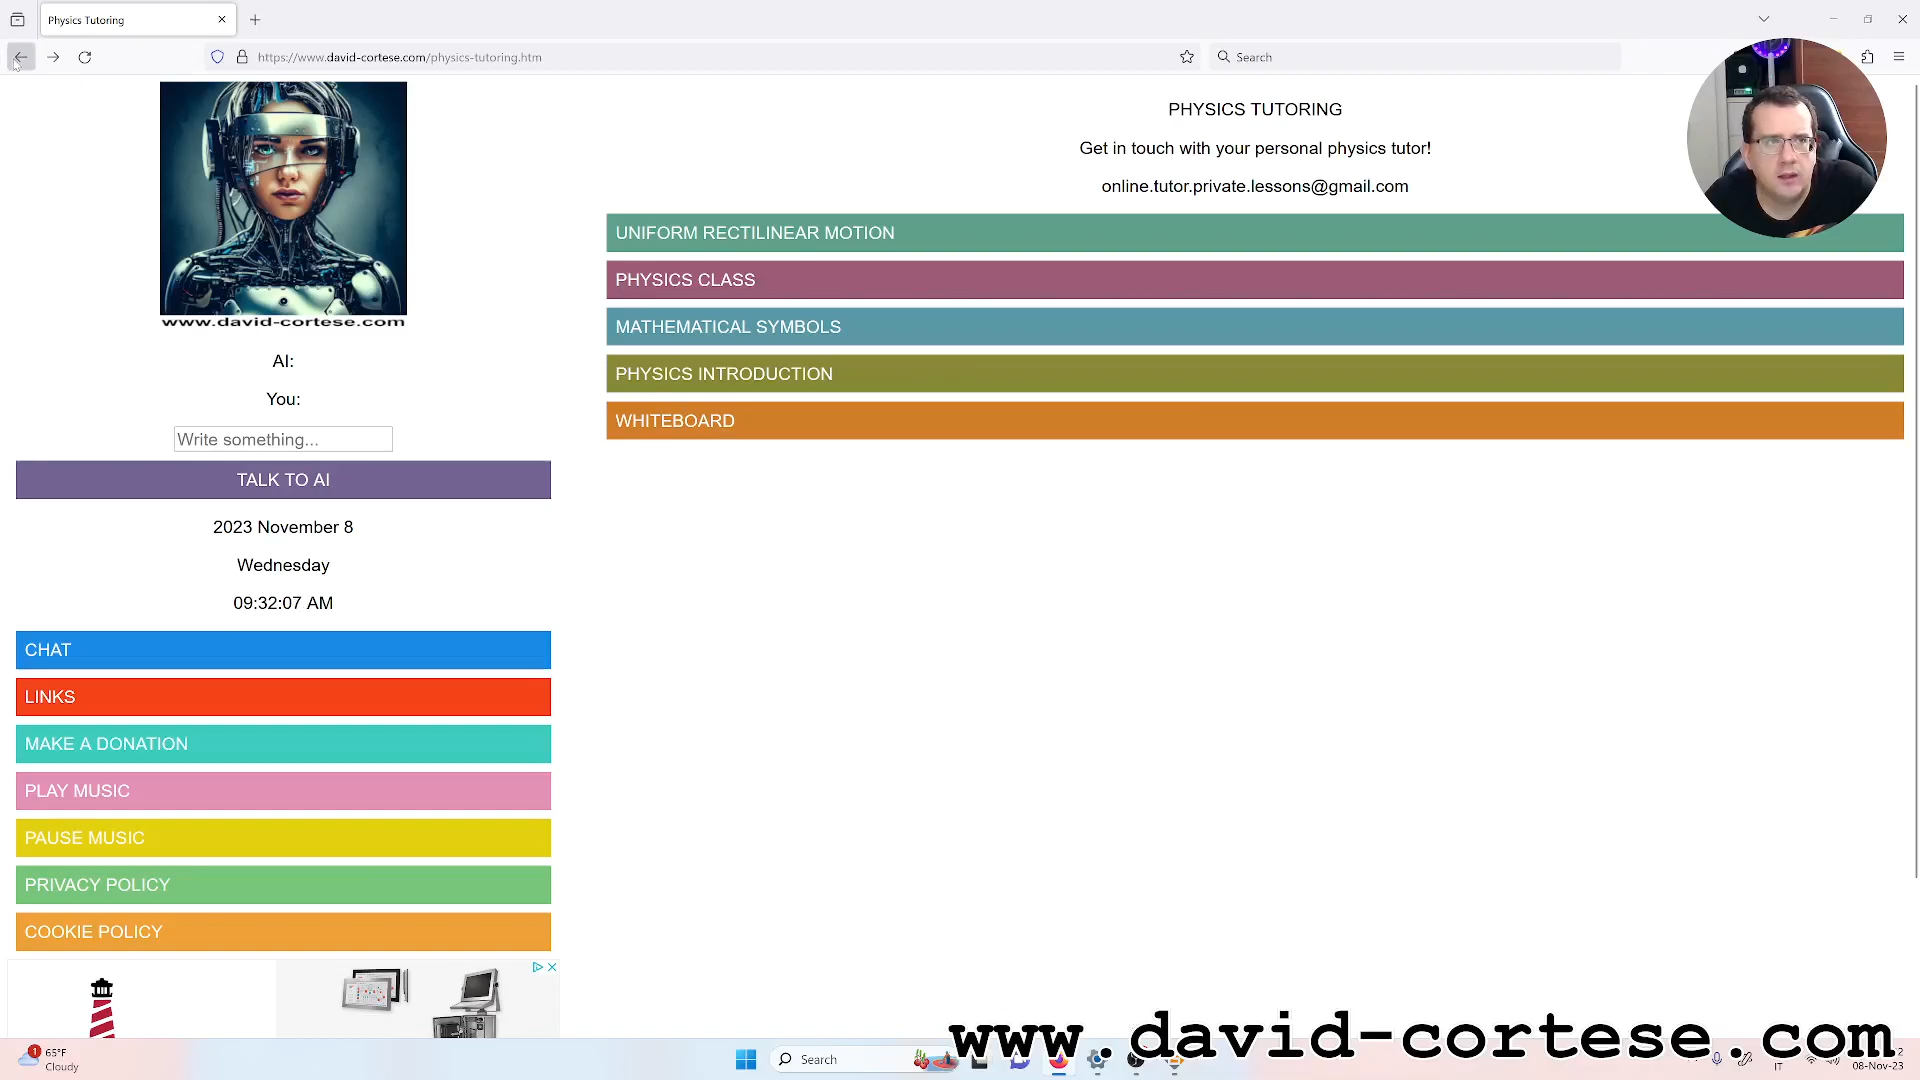 Physics Tutoring
https://www.david-cortese.com/physics-tutoring.htm
Search
www.david-cortese.com
AI:
You:
Write something...
TALK TO AI
2023 November 8
Wednesday
09:32:07 AM
CHAT
LINKS
MAKE A DONATION
PLAY MUSIC
PAUSE MUSIC
PRIVACY POLICY
COOKIE POLICY
PHYSICS TUTORING
Get in touch with your personal physics tutor!
online.tutor.private.lessons@gmail.com
UNIFORM RECTILINEAR MOTION
PHYSICS CLASS
MATHEMATICAL SYMBOLS
PHYSICS INTRODUCTION
WHITEBOARD
www.david-cortese.com
1
65°F
Cloudy
Search
IT
08-Nov-23